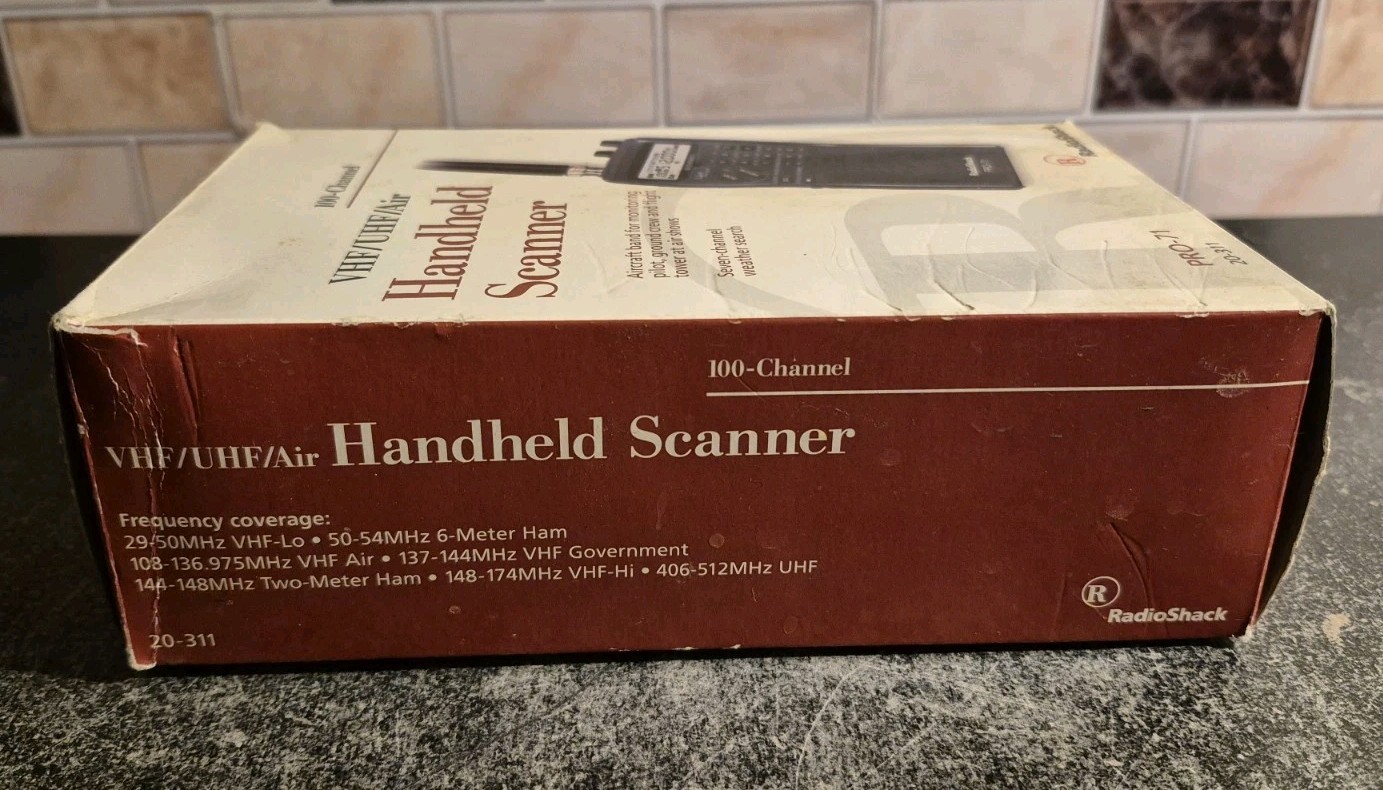 100-Channel
VHF/UHF/Air
Handheld
Scanner
Aircraft band for monitoring
pilot, ground crew and flight
tower at air shows
Seven-channel
weather search
RadioShack
R
RadioShack
PRO-71
20-311
100-Channel
VHF/UHF/Air Handheld Scanner
Frequency coverage:
29-50MHz VHF-Lo • 50-54MHz 6-Meter Ham
108-136.975MHz VHF Air • 137-144MHz VHF Government
144-148MHz Two-Meter Ham • 148-174MHz VHF-Hi • 406-512MHz UHF
20-311
R
RadioShack